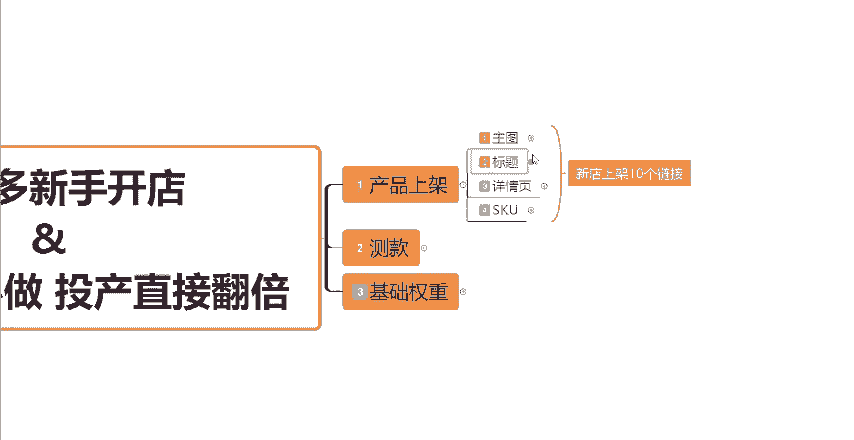 多新手开店
&
做 投产直接翻倍
1 产品上架
2 测款
3 基础权重
1 主图
2 标题
3 详情页
4 SKU
新店上架10个链接